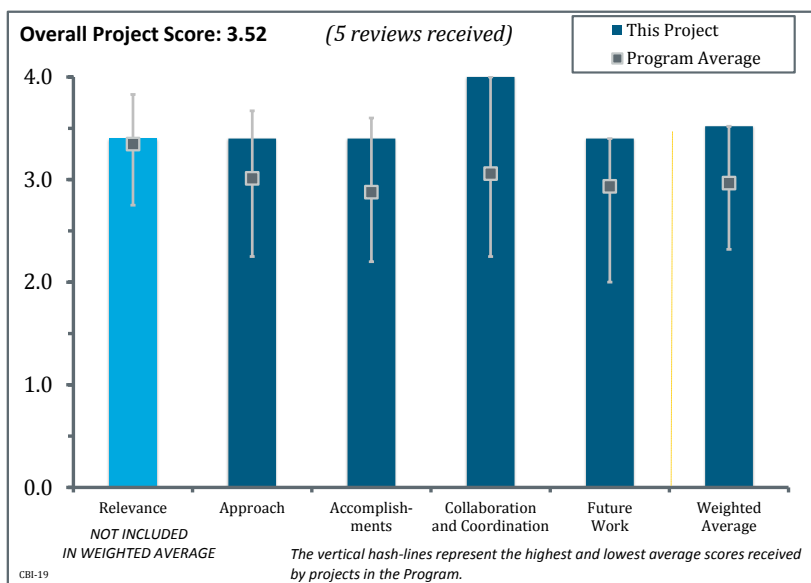 Overall Project Score: 3.52 (5 reviews received)
This Project
Program Average
4.0
3.0
2.0
1.0
0.0
Relevance
NOT INCLUDED
IN WEIGHTED AVERAGE
Approach
Accomplish-
ments
Collaboration
and Coordination
Future
Work
Weighted
Average
The vertical hash-lines represent the highest and lowest average scores received
by projects in the Program.
CBI-19